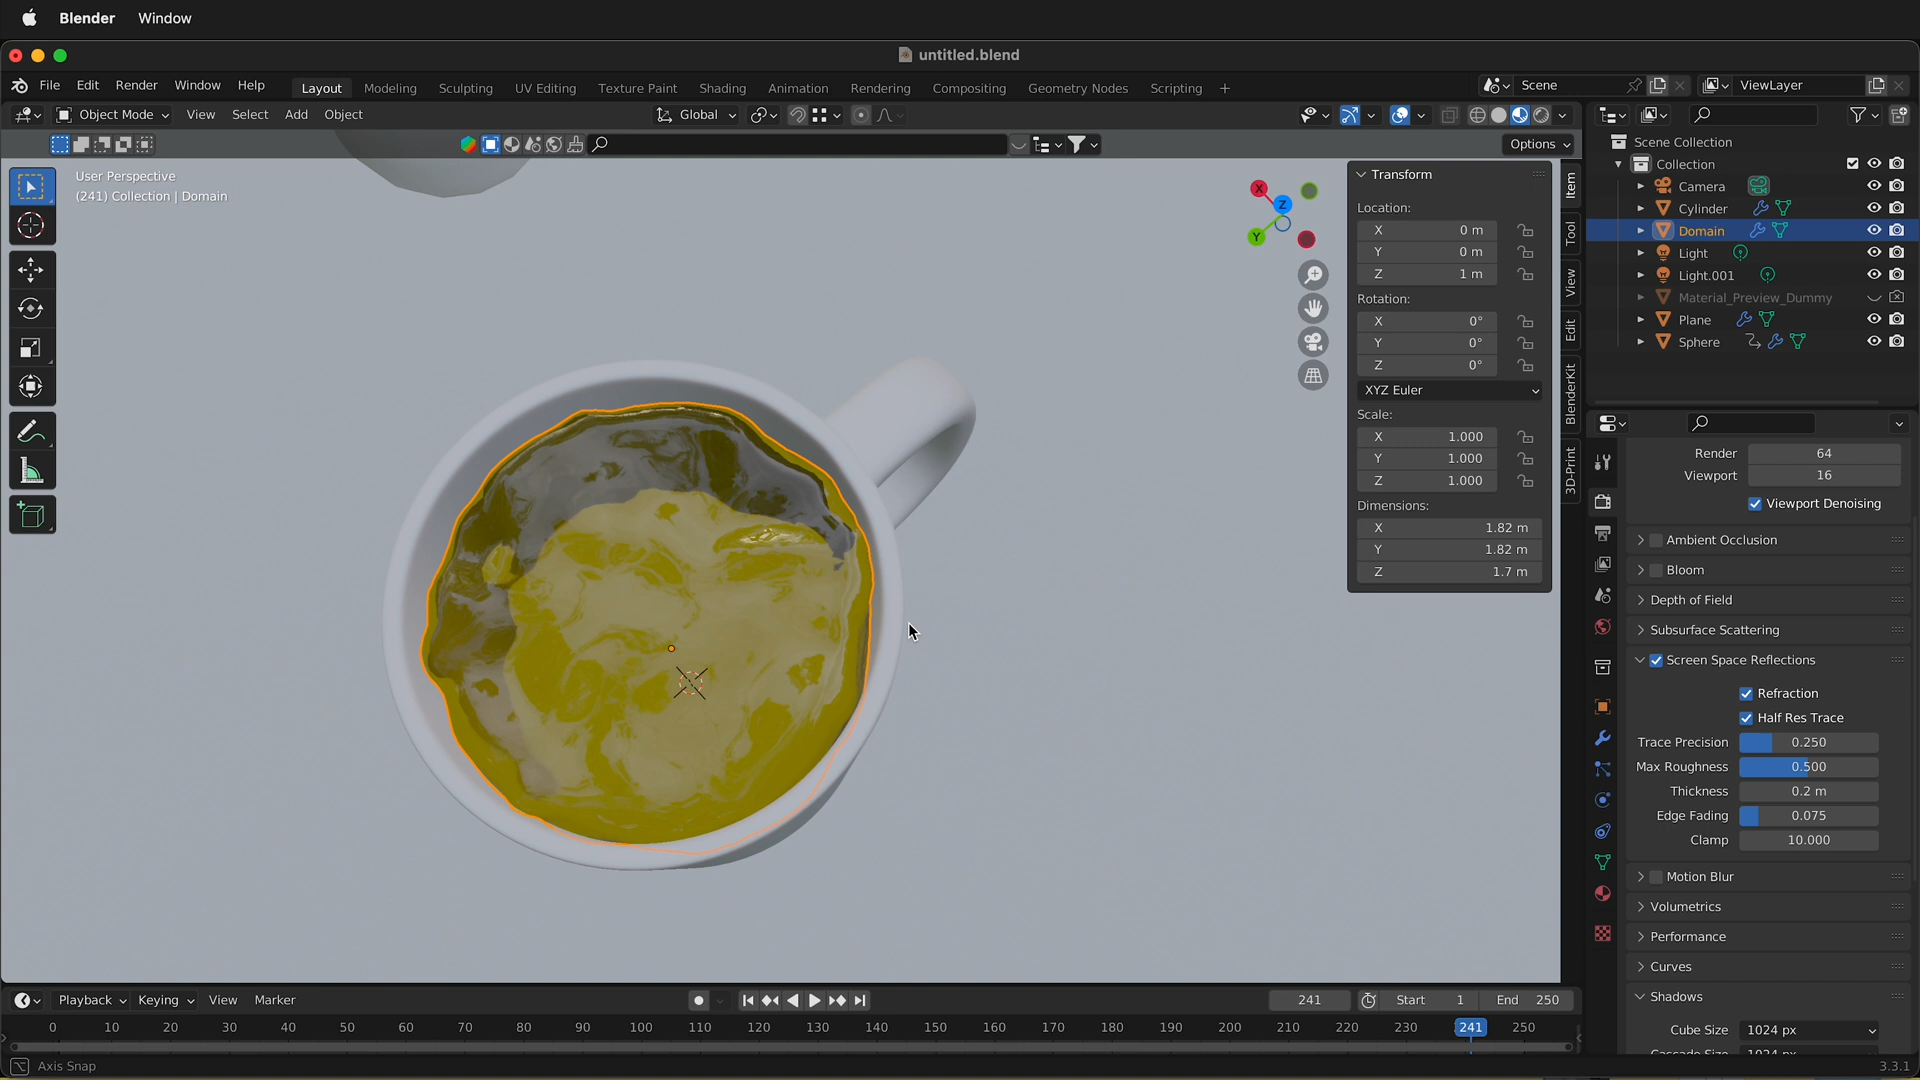 Blender Window
untitled.blend
File Edit Render Window Help Layout Modeling Sculpting UV Editing Texture Paint Shading Animation Rendering Compositing Geometry Nodes Scripting + Scene ViewLayer
Object Mode View Select Add Object Global
Options
User Perspective
(241) Collection | Domain
X
Z
Y
Transform
Location:
X 0 m
Y 0 m
Z 1 m
Rotation:
X 0°
Y 0°
Z 0°
XYZ Euler
Scale:
X 1.000
Y 1.000
Z 1.000
Dimensions:
X 1.82 m
Y 1.82 m
Z 1.7 m
Item
Tool
View
Edit
BlenderKit
3D-Print
Scene Collection
Collection
Camera
Cylinder
Domain
Light
Light.001
Material_Preview_Dummy
Plane
Sphere
Render 64
Viewport 16
Viewport Denoising
Ambient Occlusion
Bloom
Depth of Field
Subsurface Scattering
Screen Space Reflections
Refraction
Half Res Trace
Trace Precision 0.250
Max Roughness 0.500
Thickness 0.2 m
Edge Fading 0.075
Clamp 10.000
Motion Blur
Volumetrics
Performance
Curves
Shadows
Cube Size 1024 px
Cascade Size 1024 px
Playback Keying View Marker 241 Start 1 End 250
0 10 20 30 40 50 60 70 80 90 100 110 120 130 140 150 160 170 180 190 200 210 220 230 241 250
Axis Snap 3.3.1